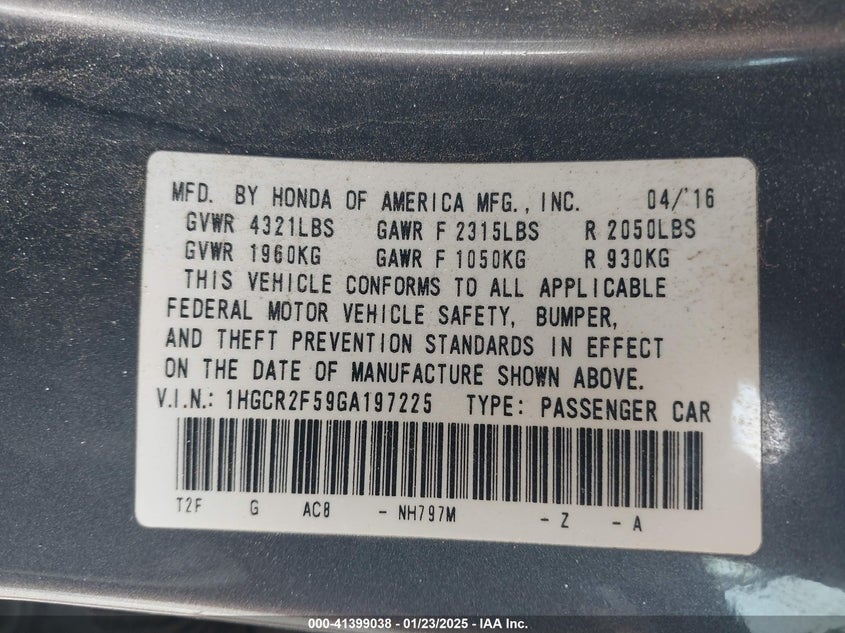 MFD. BY HONDA OF AMERICA MFG., INC. 04/'16
GVWR 4321LBS GAWR F 2315LBS R 2050LBS
GVWR 1960KG GAWR F 1050KG R 930KG
THIS VEHICLE CONFORMS TO ALL APPLICABLE
FEDERAL MOTOR VEHICLE SAFETY, BUMPER,
AND THEFT PREVENTION STANDARDS IN EFFECT
ON THE DATE OF MANUFACTURE SHOWN ABOVE.
V.I.N.: 1HGCR2F59GA197225 TYPE: PASSENGER CAR
T2F G AC8 - NH797M - Z - A
000-41399038 - 01/23/2025 - IAA Inc.